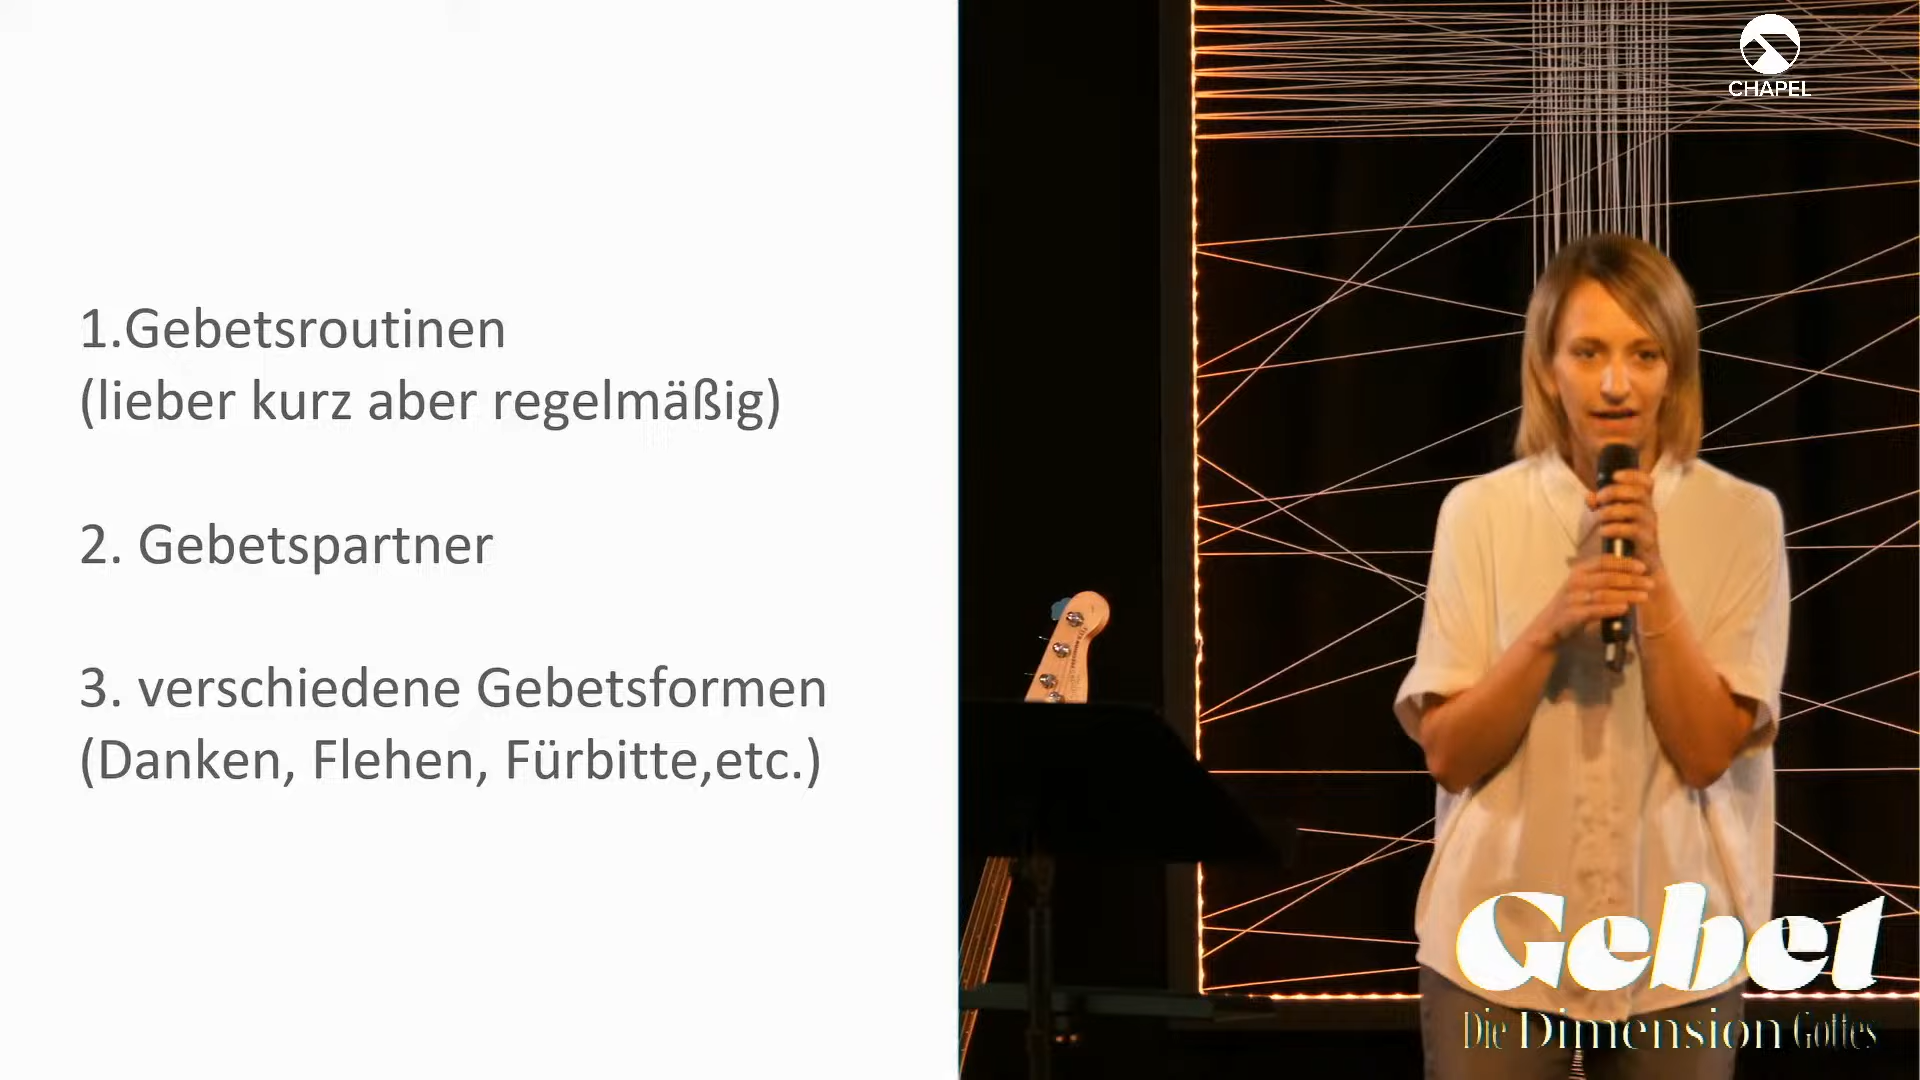 1.Gebetsroutinen
(lieber kurz aber regelmäßig)
2. Gebetspartner
3. verschiedene Gebetsformen
(Danken, Flehen, Fürbitte,etc.)
CHAPEL
Gebet
Die Dimension Gottes